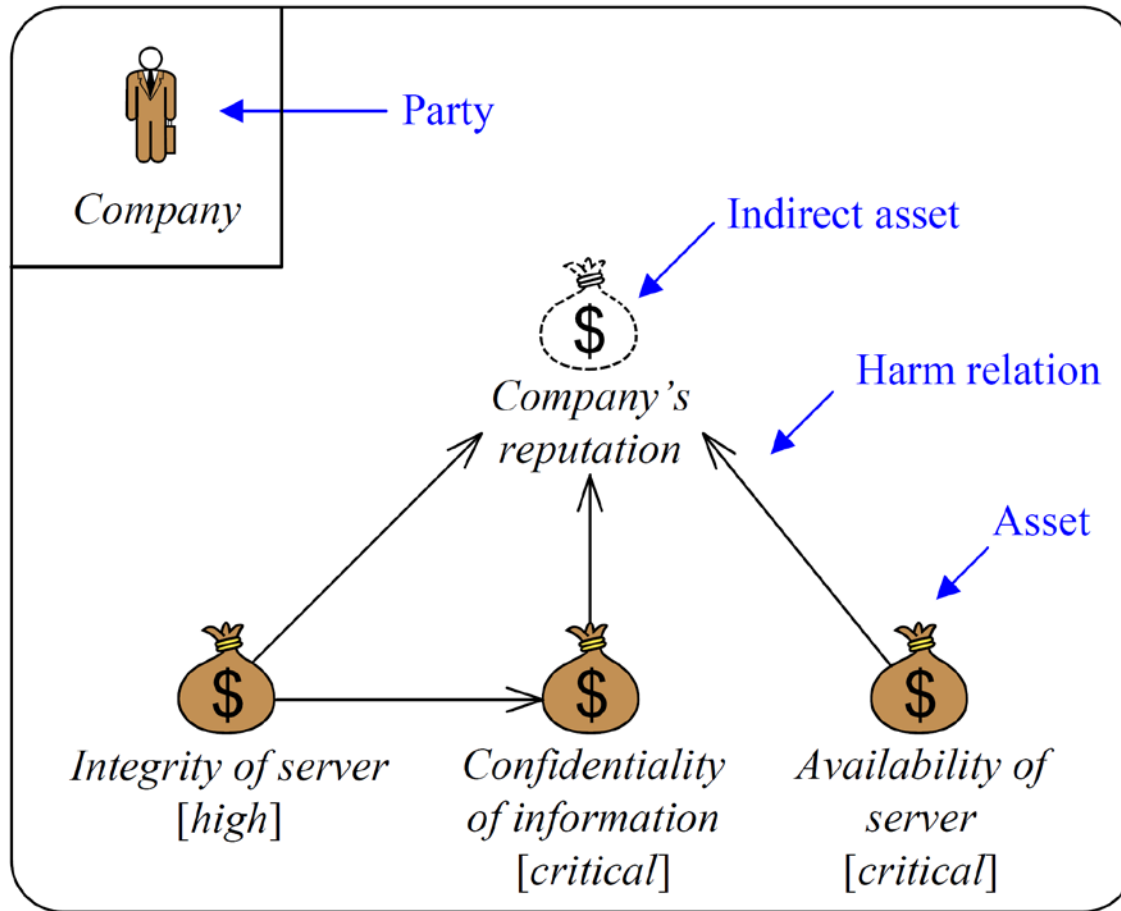 Party
Company
Indirect asset
$
Company’s
reputation
Harm relation
Asset
$
$
$
Integrity of server
[high]
Confidentiality
of information
[critical]
Availability of
server
[critical]